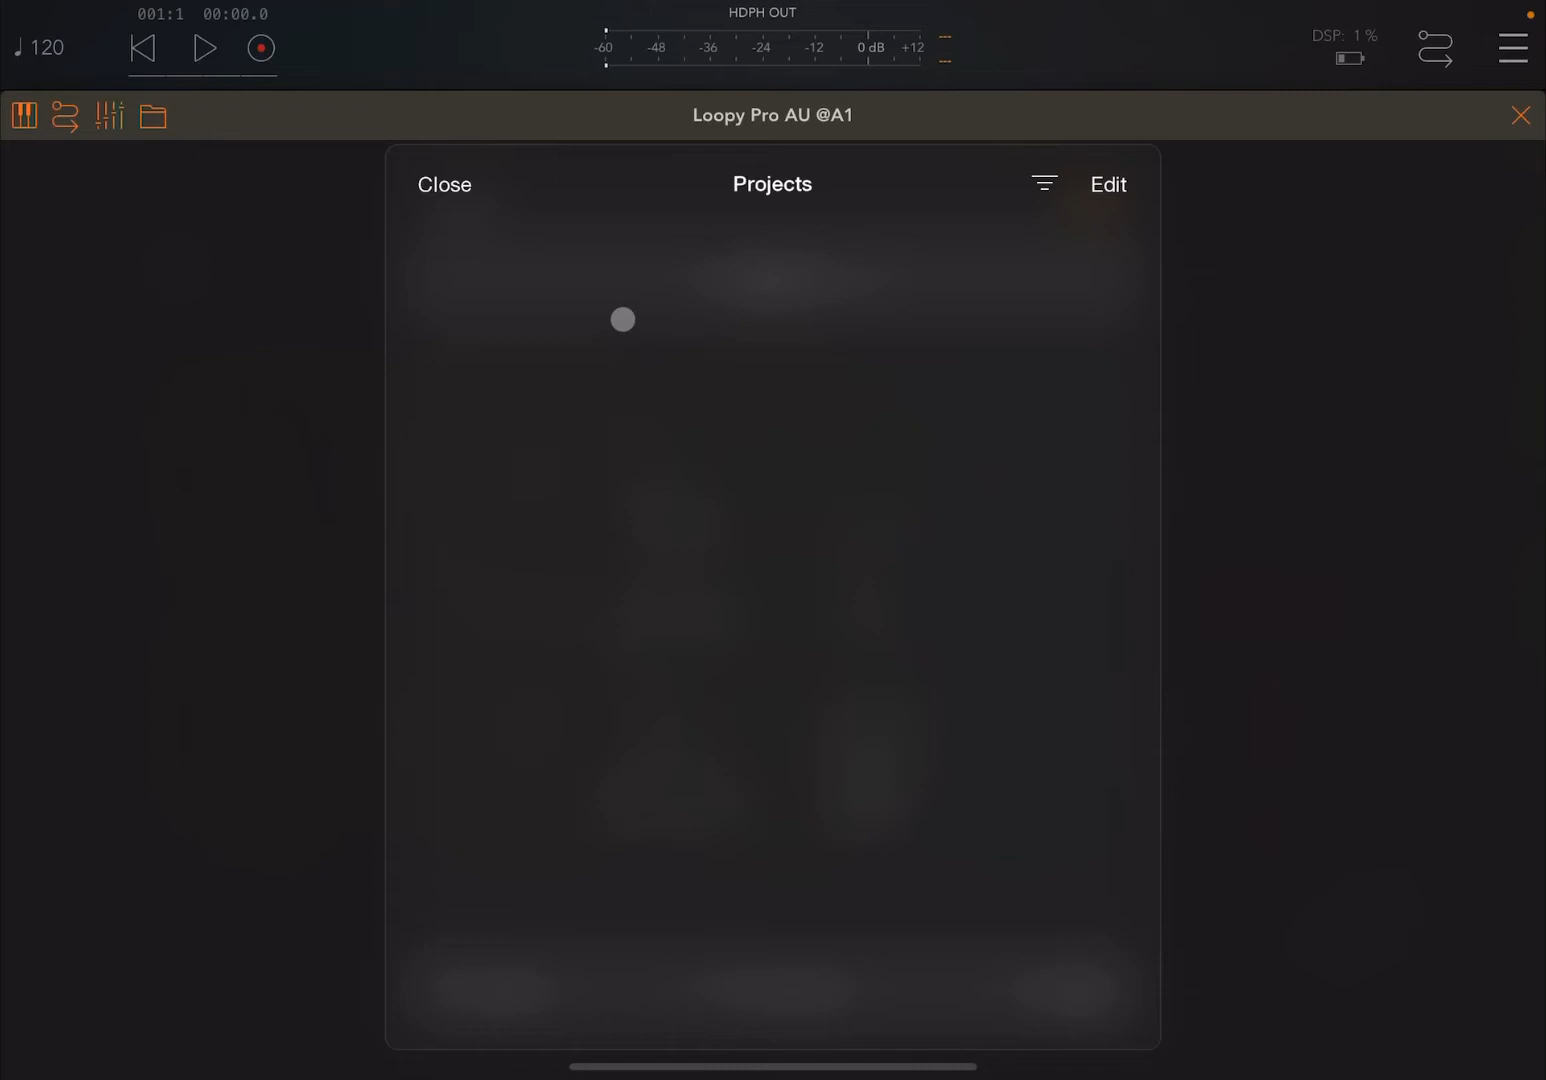 001:1 00:00.0
HDPH OUT
♩ 120
-60 -48 -36 -24 -12 0 dB +12
---
---
DSP: 1 %
Loopy Pro AU @A1
Close
Projects
Edit